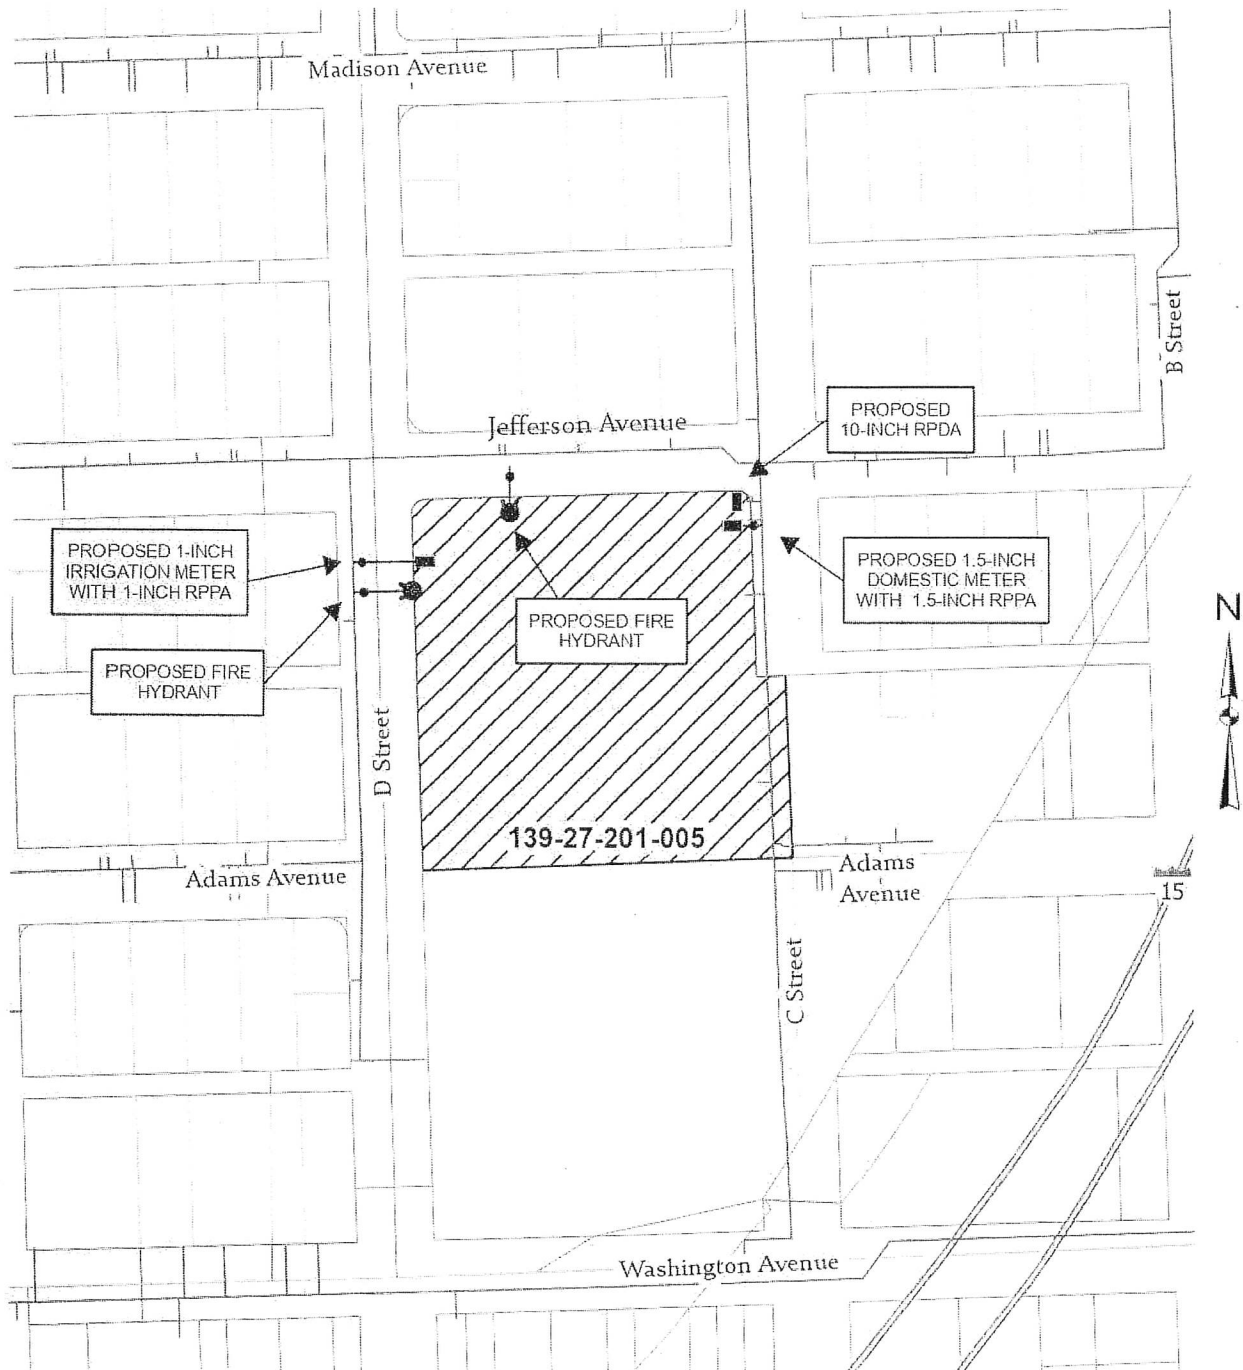 Madison Avenue
B Street
Jefferson Avenue
PROPOSED
10-INCH RPDA
PROPOSED 1-INCH
IRRIGATION METER
WITH 1-INCH RPPA
PROPOSED 1.5-INCH
DOMESTIC METER
WITH 1.5-INCH RPPA
PROPOSED FIRE
HYDRANT
N
PROPOSED FIRE
HYDRANT
D Street
139-27-201-005
Adams Avenue
Adams
Avenue
15
C Street
Washington Avenue